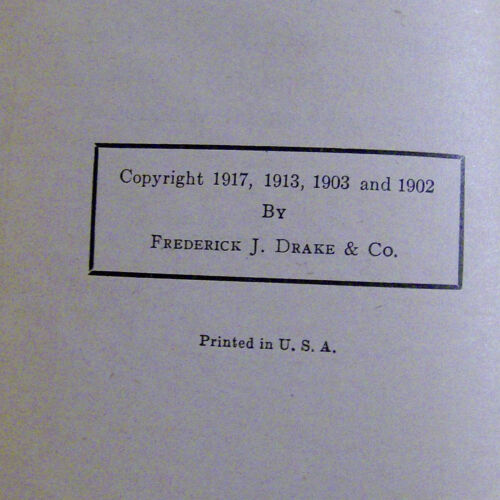 Copyright 1917, 1913, 1903 and 1902
By
Frederick J. Drake & Co.
Printed in U. S. A.